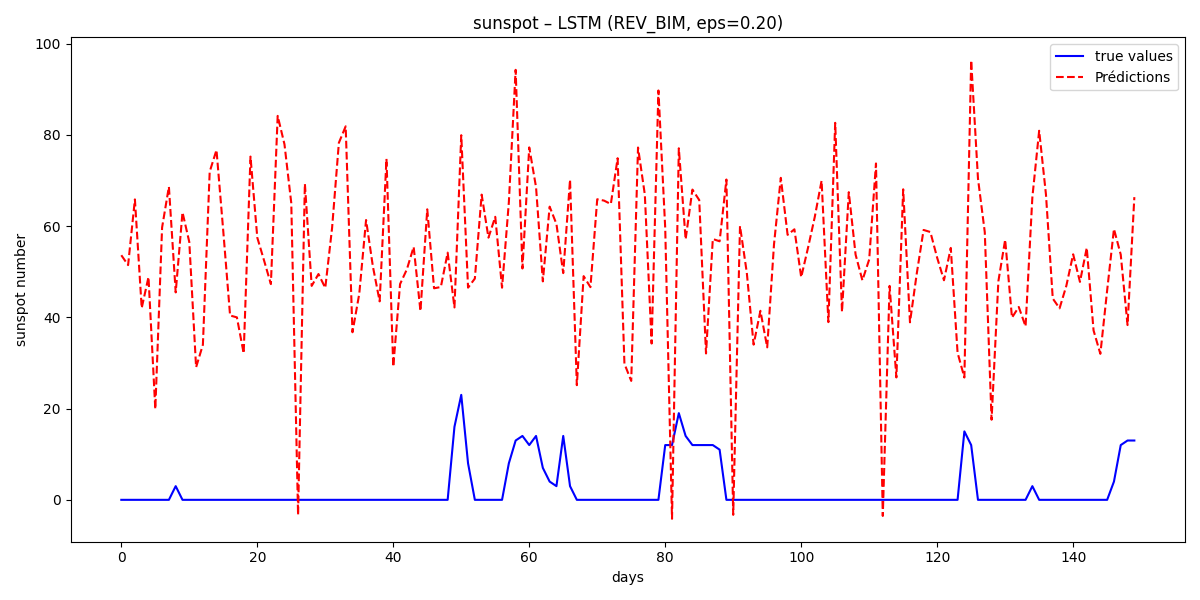 sunspot – LSTM (REV_BIM, eps=0.20)
true values
Prédictions
sunspot number
100
80
60
40
20
0
0 20 40 60 80 100 120 140
days